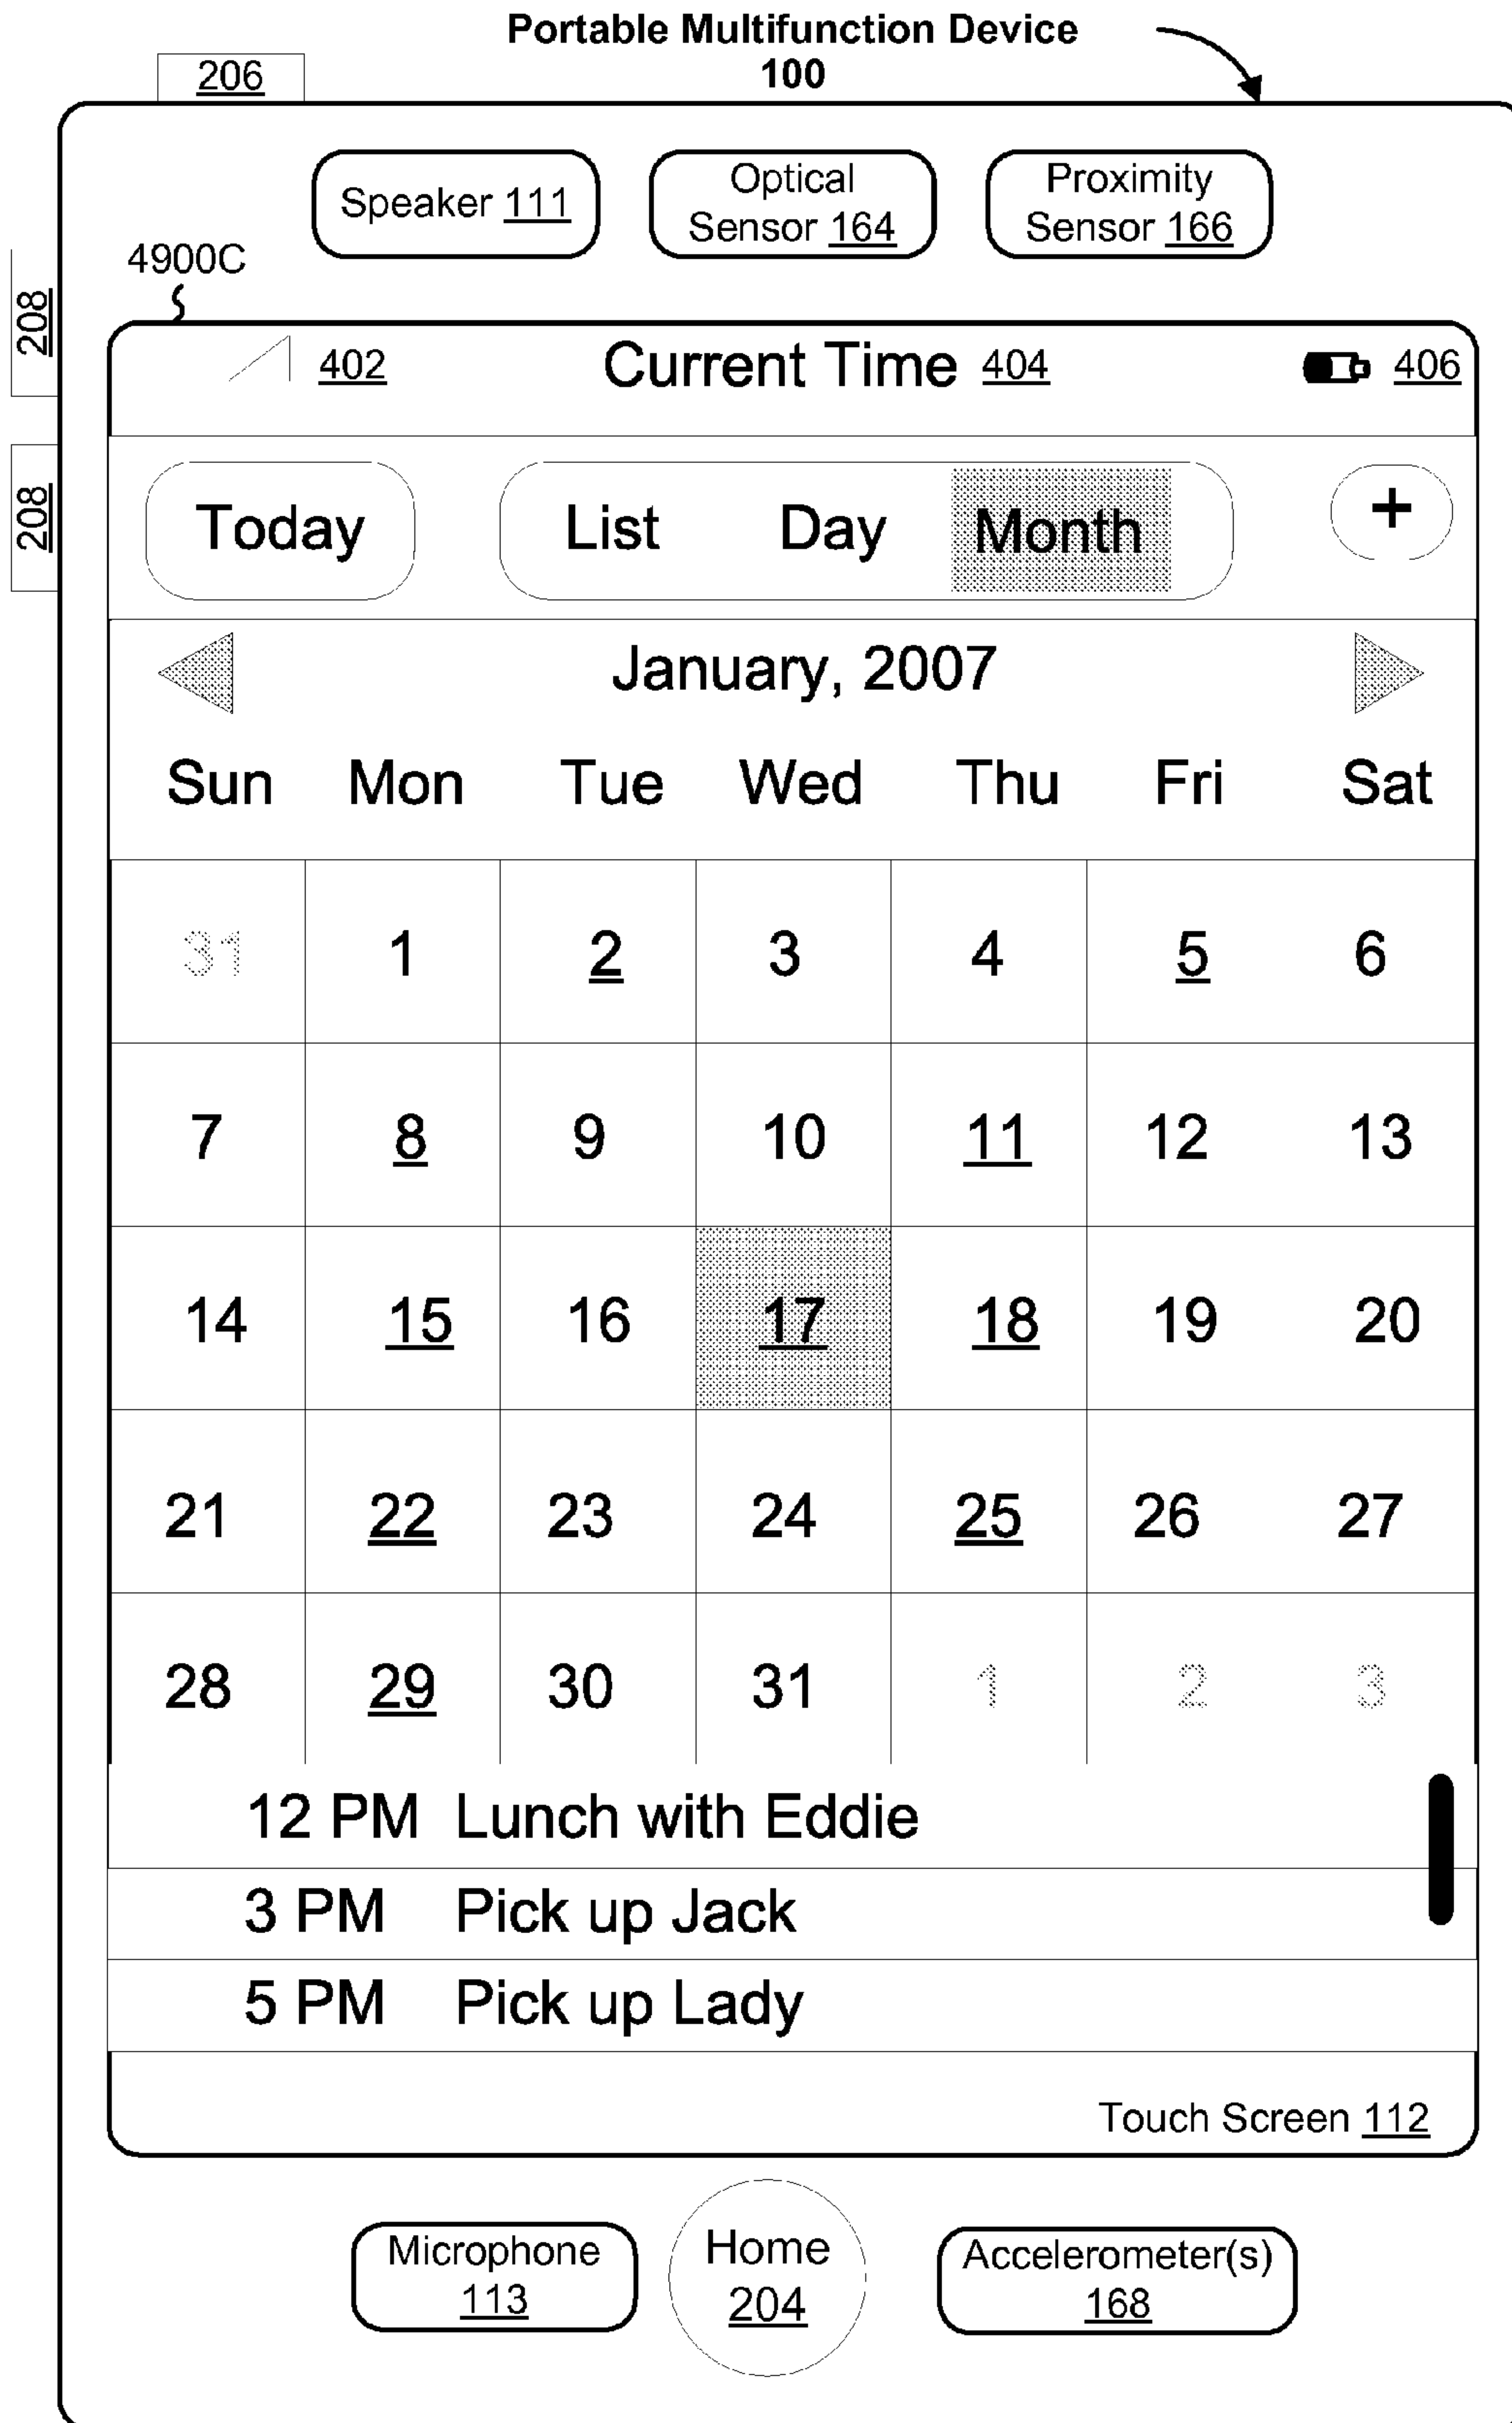 Portable Multifunction Device
100
206
Speaker 111
Optical
Sensor 164
Proximity
Sensor 166
4900C
208
208
402 Current Time 404 406
Today List Day Month +
January, 2007
Sun Mon Tue Wed Thu Fri Sat
31 1 2 3 4 5 6
7 8 9 10 11 12 13
14 15 16 17 18 19 20
21 22 23 24 25 26 27
28 29 30 31 1 2 3
12 PM Lunch with Eddie
3 PM Pick up Jack
5 PM Pick up Lady
Touch Screen 112
Microphone
113
Home
204
Accelerometer(s)
168